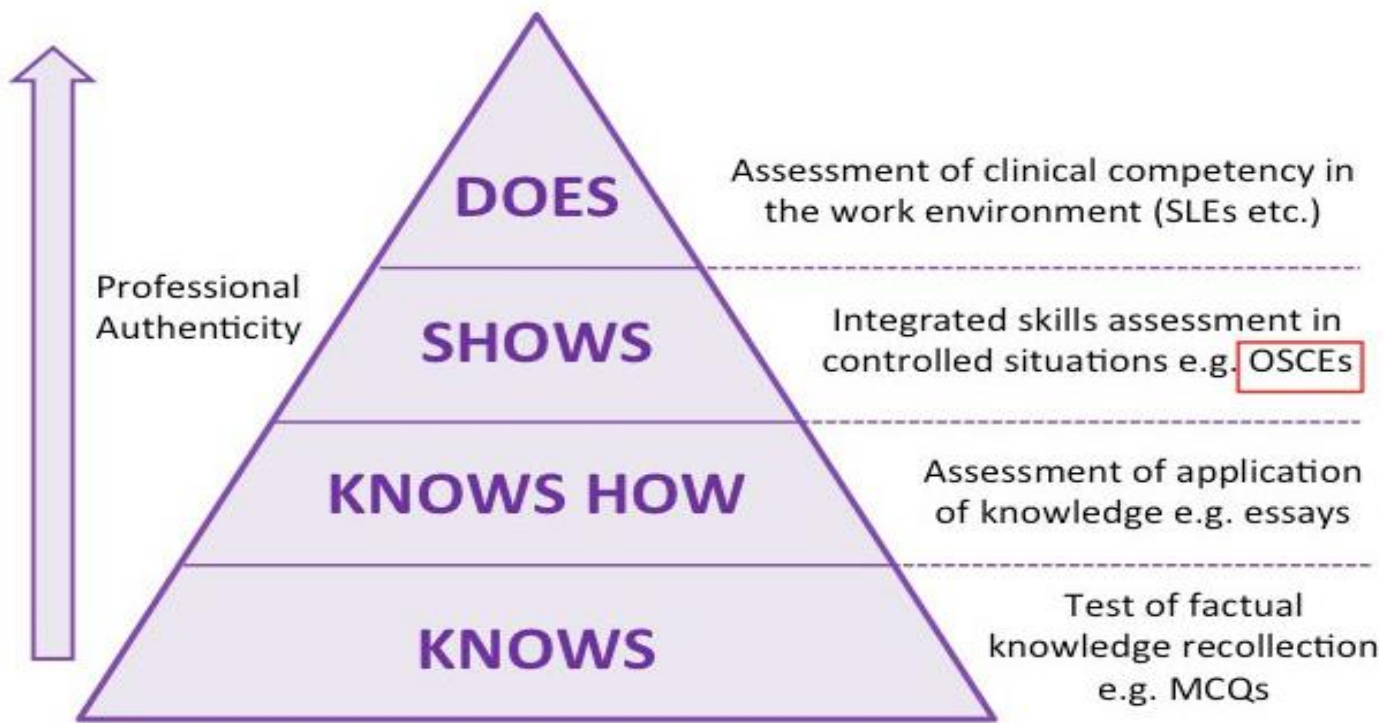 DOES
Assessment of clinical competency in
the work environment (SLEs etc.)
Professional
Authenticity
SHOWS
Integrated skills assessment in
controlled situations e.g. OSCEs
KNOWS HOW
Assessment of application
of knowledge e.g. essays
KNOWS
Test of factual
knowledge recollection
e.g. MCQs